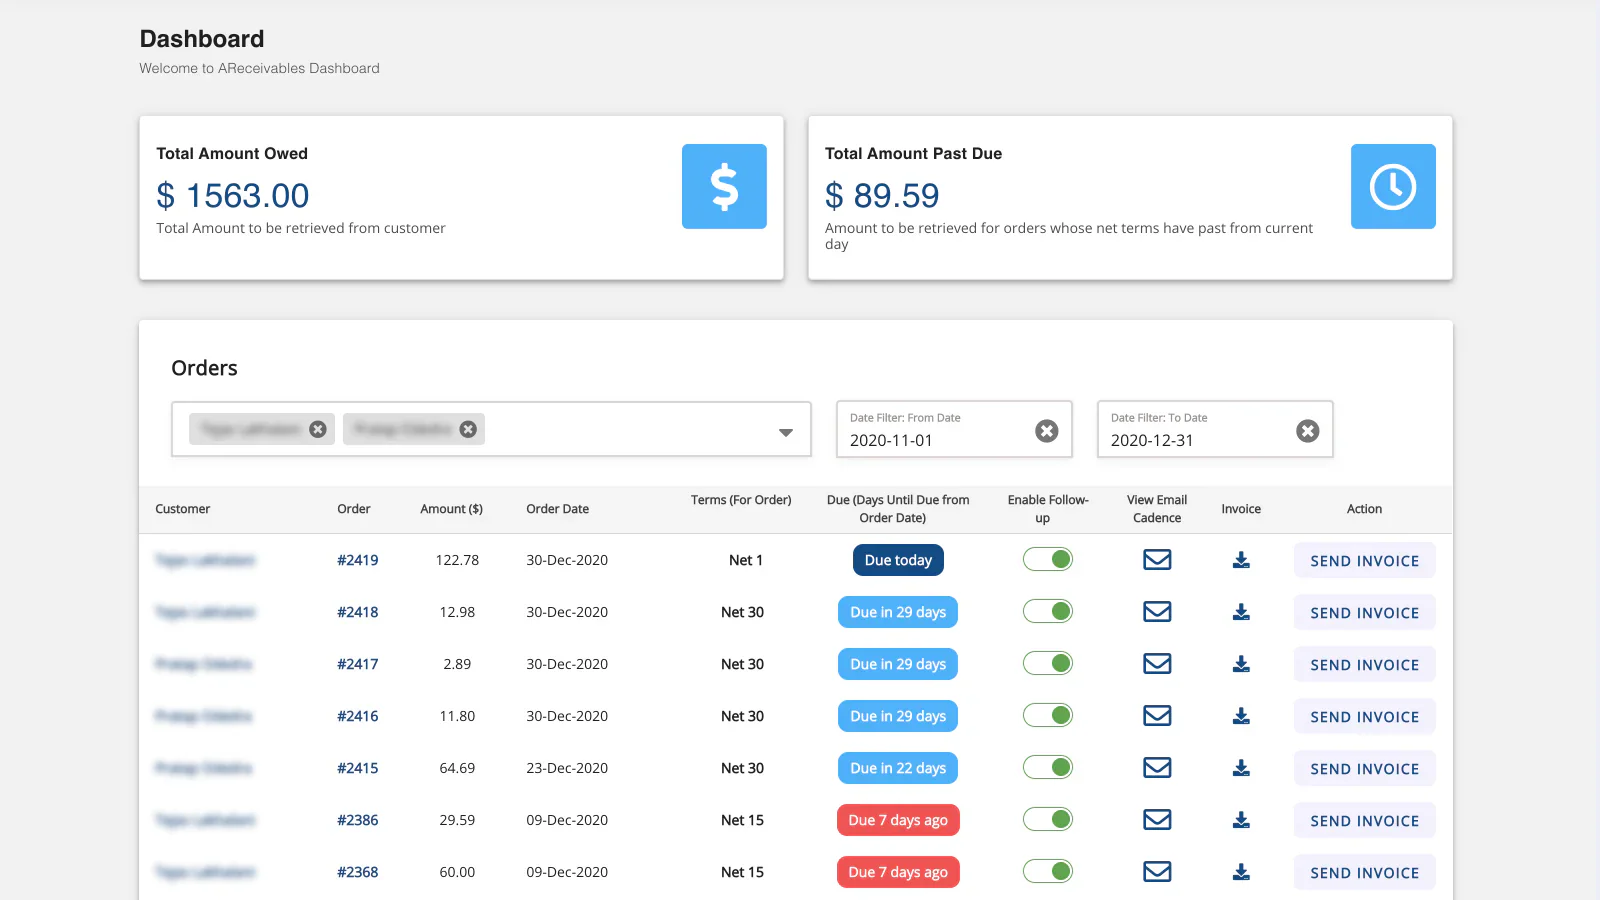 Dashboard
Welcome to AReceivables Dashboard
Total Amount Owed
$ 1563.00
Total Amount to be retrieved from customer
$
Total Amount Past Due
$ 89.59
Amount to be retrieved for orders whose net terms have past from current
day
Orders
Date Filter: From Date
2020-11-01
Date Filter: To Date
2020-12-31
Customer Order Amount ($) Order Date Terms (For Order) Due (Days Until Due from Order Date) Enable Follow-up View Email Cadence Invoice Action
#2419 122.78 30-Dec-2020 Net 1 Due today SEND INVOICE
#2418 12.98 30-Dec-2020 Net 30 Due in 29 days SEND INVOICE
#2417 2.89 30-Dec-2020 Net 30 Due in 29 days SEND INVOICE
#2416 11.80 30-Dec-2020 Net 30 Due in 29 days SEND INVOICE
#2415 64.69 23-Dec-2020 Net 30 Due in 22 days SEND INVOICE
#2386 29.59 09-Dec-2020 Net 15 Due 7 days ago SEND INVOICE
#2368 60.00 09-Dec-2020 Net 15 Due 7 days ago SEND INVOICE